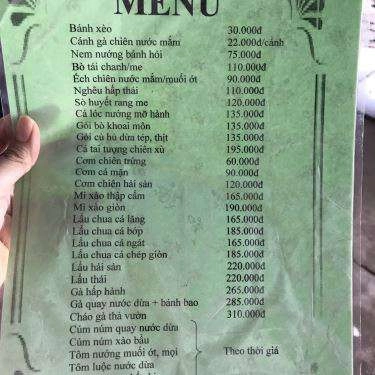 MENU
Bánh xèo 30.000đ
Cánh gà chiên nước mắm 22.000đ/cánh
Nem nướng bánh hỏi 75.000đ
Bò tái chanh/me 110.000đ
Ếch chiên nước mắm/muối ớt 90.000đ
Nghêu hấp thái 110.000đ
Sò huyết rang me 120.000đ
Cá lóc nướng mỡ hành 135.000đ
Gỏi bò khoai môn 135.000đ
Gỏi củ hủ dừa tép, thịt 135.000đ
Cá tai tượng chiên xù 195.000đ
Cơm chiên trứng 60.000đ
Cơm cá mặn 90.000đ
Cơm chiên hải sản 120.000đ
Mì xào thập cẩm 165.000đ
Mì xào giòn 190.000đ
Lẩu chua cá lăng 165.000đ
Lẩu chua cá bớp 185.000đ
Lẩu chua cá ngát 165.000đ
Lẩu chua cá chép giòn 185.000đ
Lẩu hải sản 220.000đ
Lẩu thái 220.000đ
Gà hấp hành 265.000đ
Gà quay nước dừa + bánh bao 285.000đ
Cháo gà thả vườn 310.000đ
Cúm núm quay nước dừa
Cúm núm xào bầu
Tôm nướng muối ớt, mọi Theo thời giá
Tôm luộc nước dừa